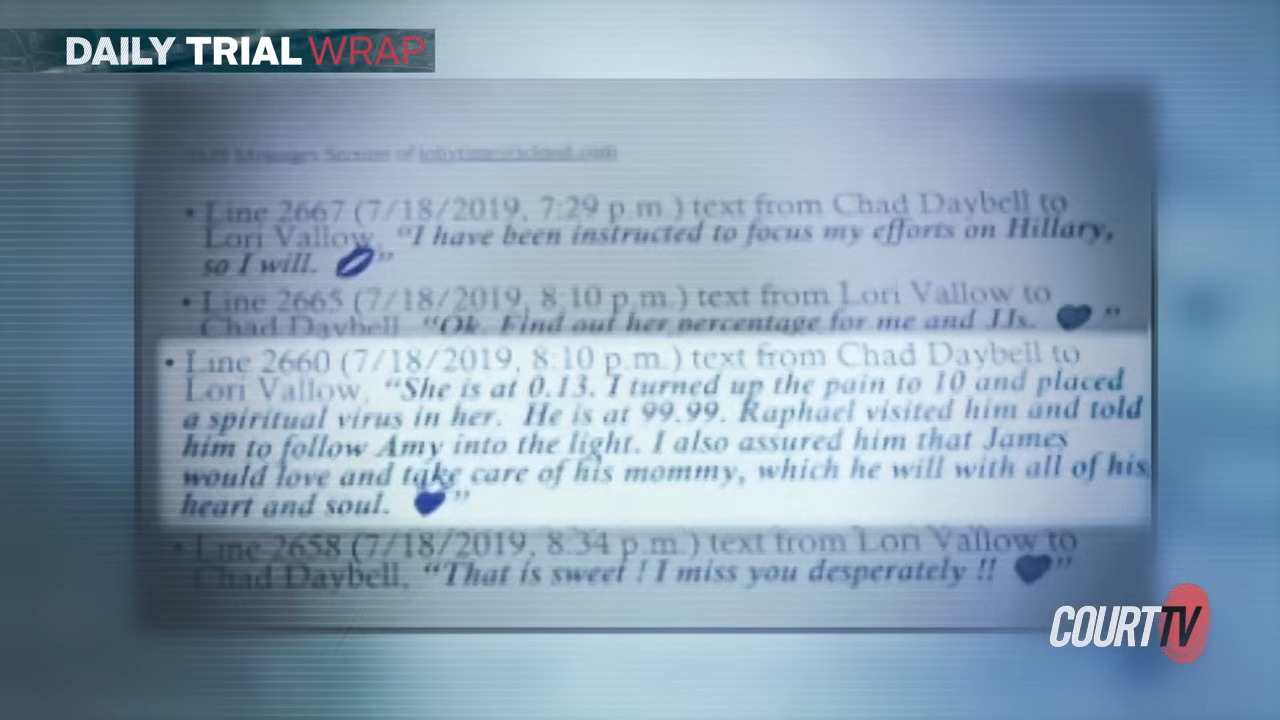 DAILY TRIAL WRAP
Messages Section of
• Line 2667 (7/18/2019, 7:29 p.m.) text from Chad Daybell to
Lori Vallow, “I have been instructed to focus my efforts on Hillary,
so I will. 💋”
• Line 2665 (7/18/2019, 8:10 p.m.) text from Lori Vallow to
Chad Daybell, “Ok. Find out her percentage for me and JJs. ♥”
• Line 2660 (7/18/2019, 8:10 p.m.) text from Chad Daybell to
Lori Vallow, “She is at 0.13. I turned up the pain to 10 and placed
a spiritual virus in her. He is at 99.99. Raphael visited him and told
him to follow Amy into the light. I also assured him that James
would love and take care of his mommy, which he will with all of his
heart and soul. ♥”
• Line 2658 (7/18/2019, 8:34 p.m.) text from Lori Vallow to
Chad Daybell, “That is sweet ! I miss you desperately !! ♥”
COURT TV